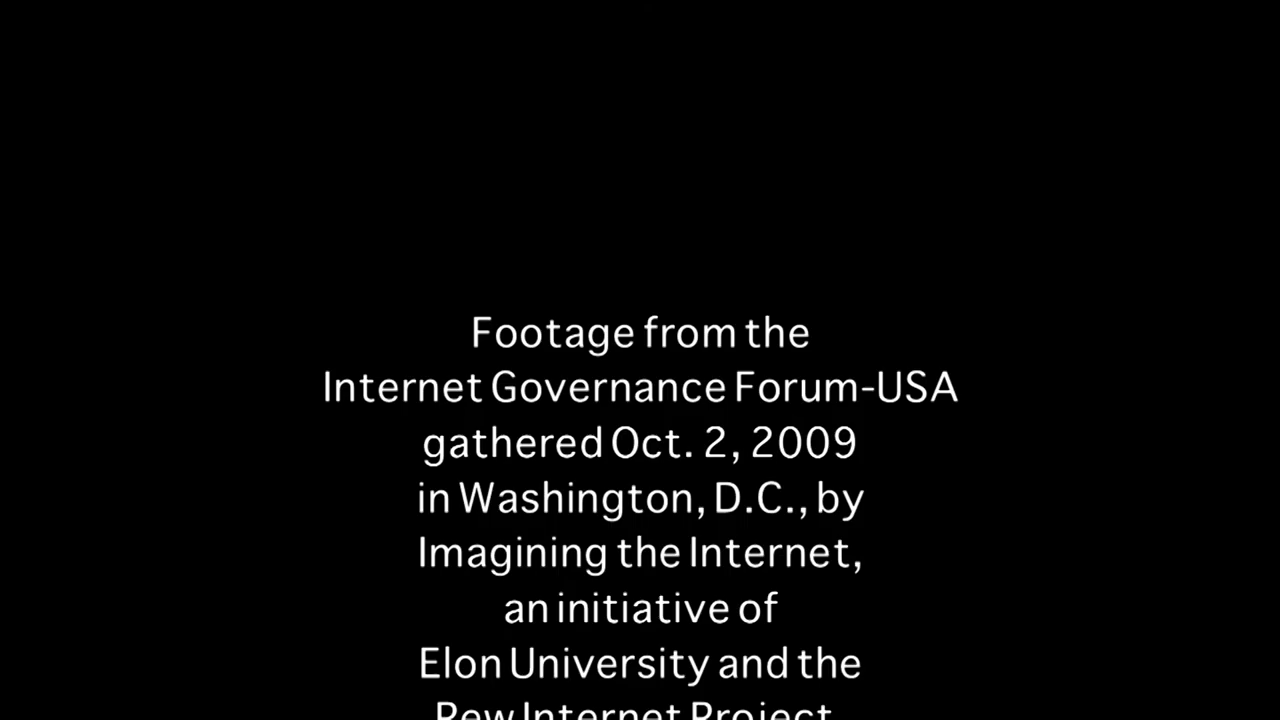 Footage from the
Internet Governance Forum-USA
gathered Oct. 2, 2009
in Washington, D.C., by
Imagining the Internet,
an initiative of
Elon University and the
Pew Internet Project